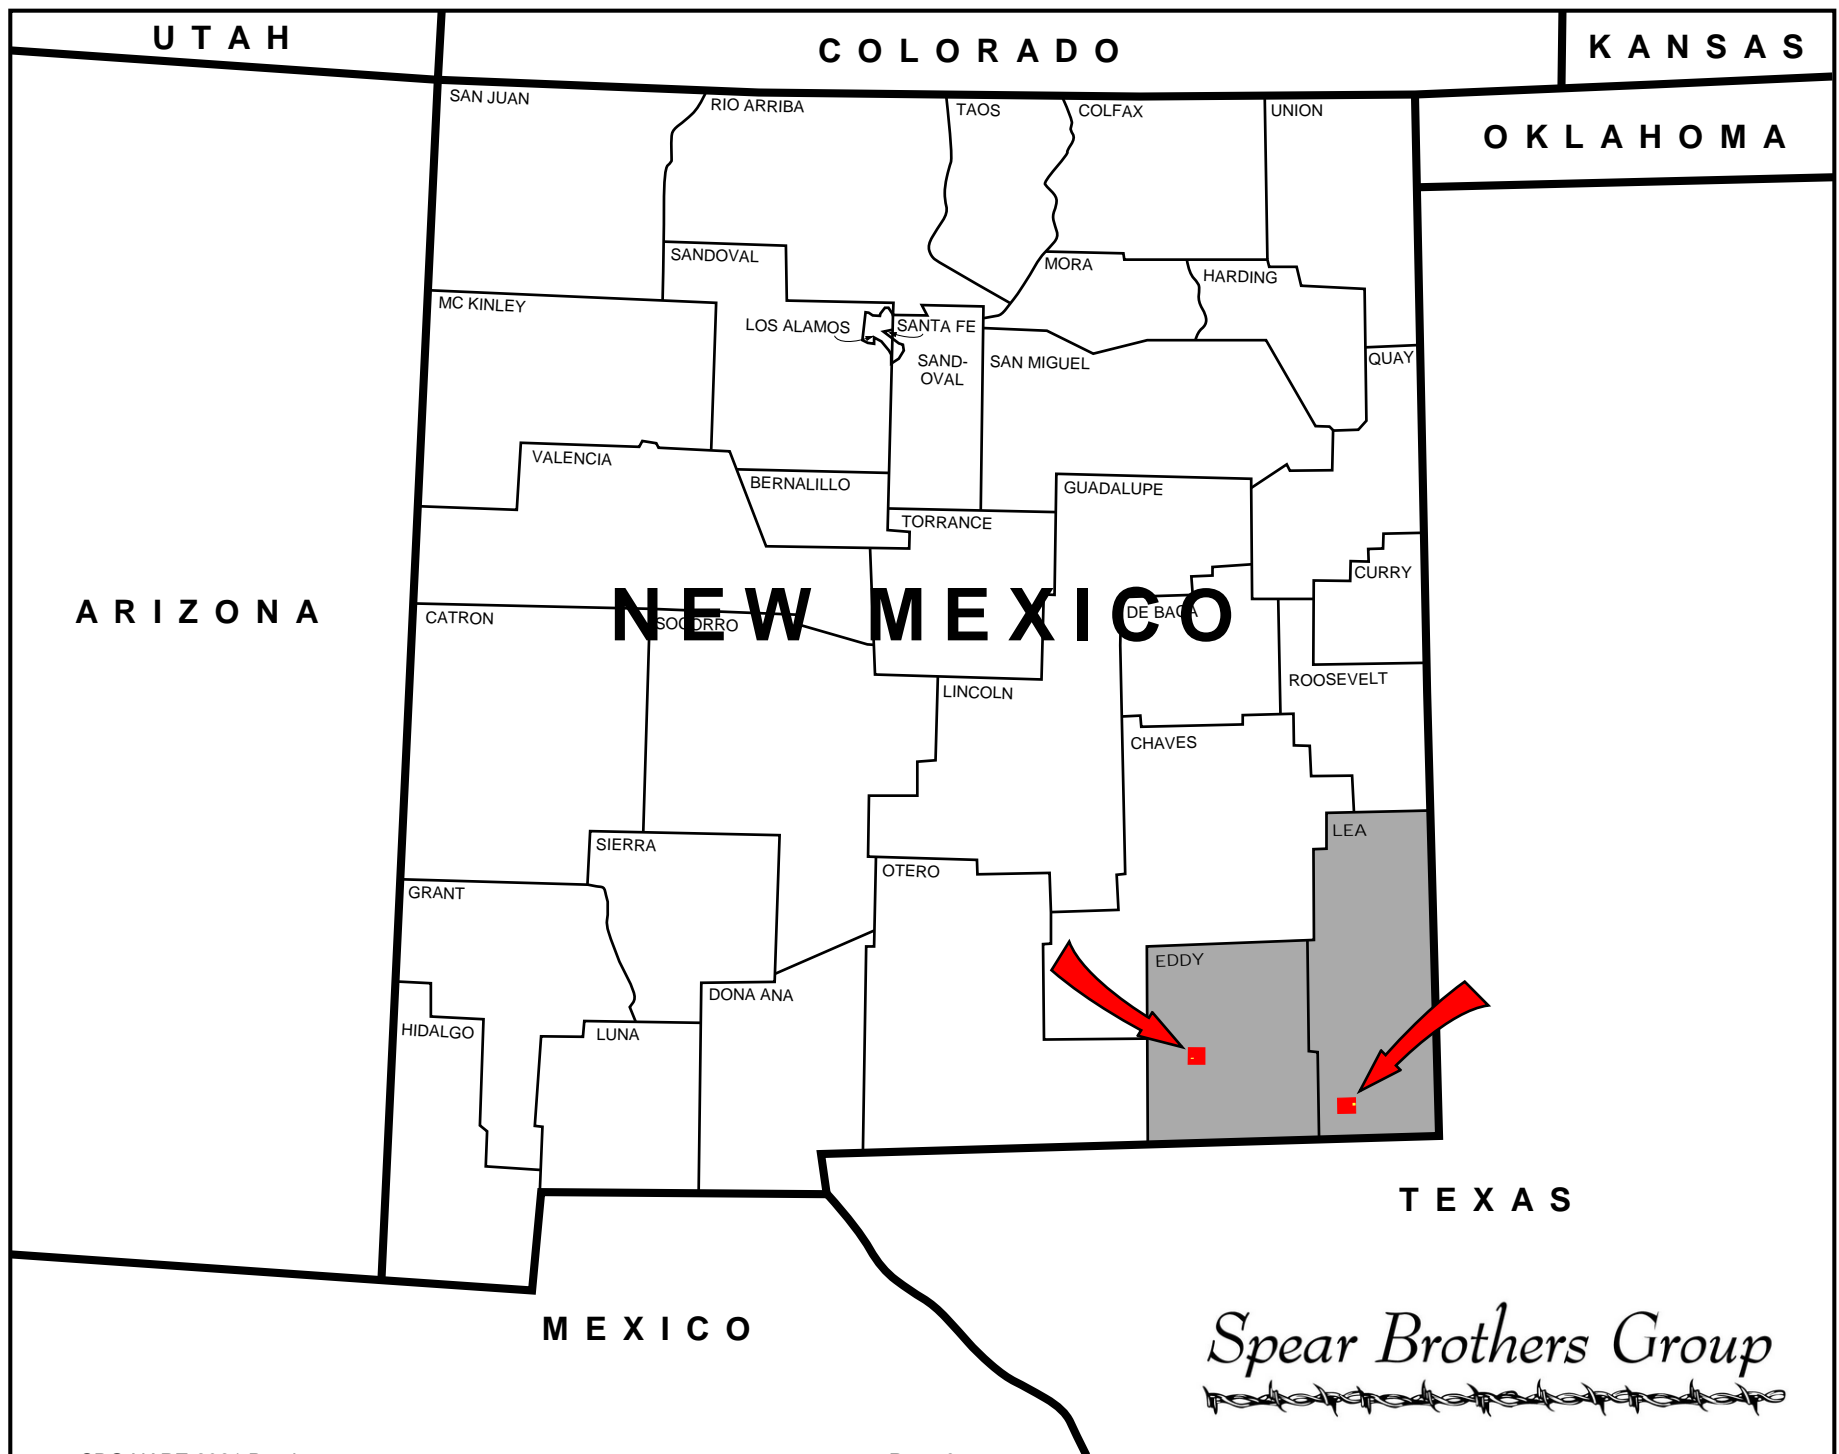 UTAH
COLORADO
KANSAS
OKLAHOMA
SAN JUAN
RIO ARRIBA
TAOS
COLFAX
UNION
SANDOVAL
MORA
HARDING
MC KINLEY
LOS ALAMOS
SANTA FE
SAND-
OVAL
SAN MIGUEL
QUAY
VALENCIA
BERNALILLO
GUADALUPE
TORRANCE
CURRY
ARIZONA
NEW MEXICO
CATRON
SOCORRO
DE BACA
ROOSEVELT
LINCOLN
CHAVES
LEA
SIERRA
OTERO
GRANT
EDDY
DONA ANA
HIDALGO
LUNA
TEXAS
MEXICO
Spear Brothers Group